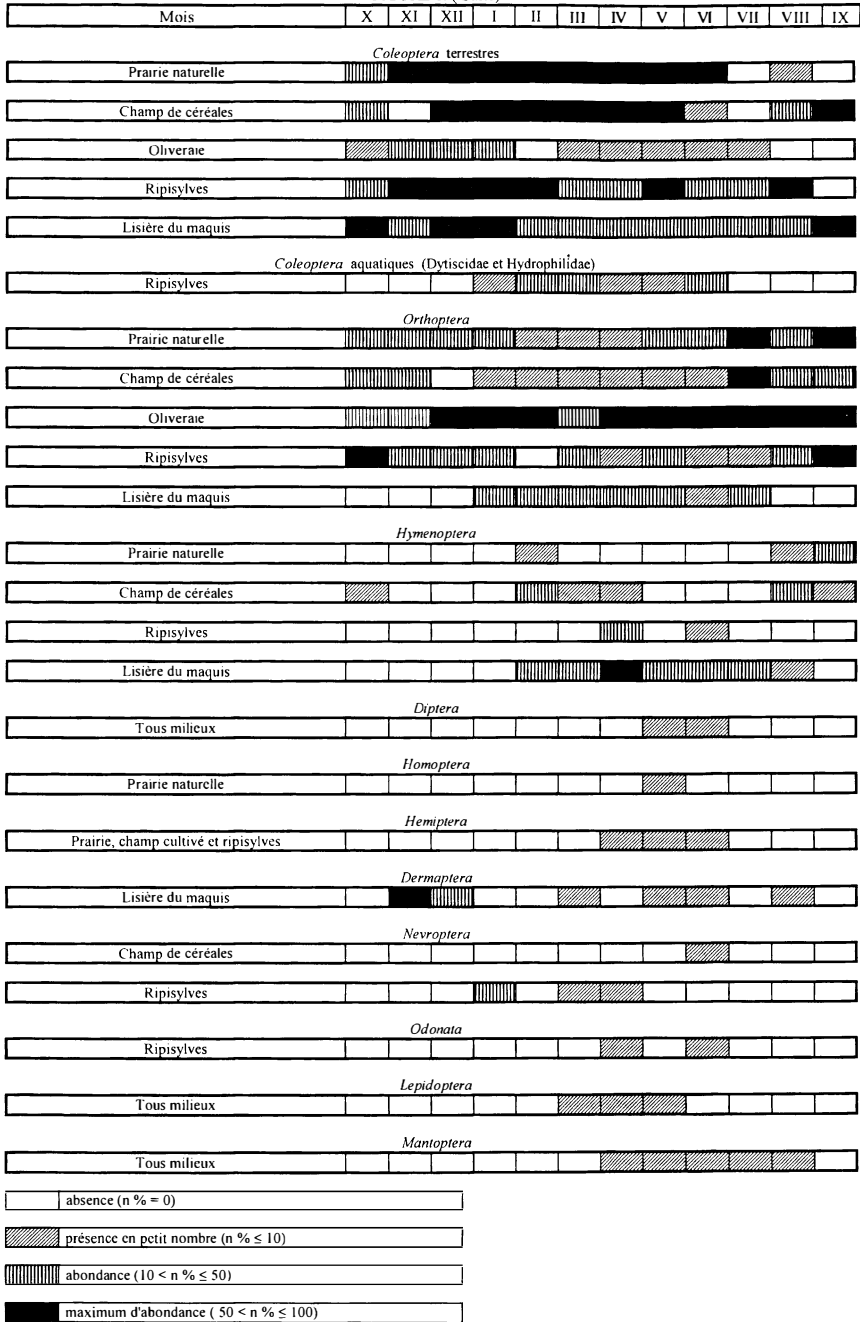 Mois X XI XII I II III IV V VI VII VIII IX
Coleoptera terrestres
Prairie naturelle
Champ de céréales
Oliveraie
Ripisylves
Lisière du maquis
Coleoptera aquatiques (Dytiscidae et Hydrophilidae)
Ripisylves
Orthoptera
Prairie naturelle
Champ de céréales
Oliveraie
Ripisylves
Lisière du maquis
Hymenoptera
Prairie naturelle
Champ de céréales
Ripisylves
Lisière du maquis
Diptera
Tous milieux
Homoptera
Prairie naturelle
Hemiptera
Prairie, champ cultivé et ripisylves
Dermaptera
Lisière du maquis
Nevroptera
Champ de céréales
Ripisylves
Odonata
Ripisylves
Lepidoptera
Tous milieux
Mantoptera
Tous milieux
absence (n % = 0)
présence en petit nombre (n % ≤ 10)
abondance (10 < n % ≤ 50)
maximum d'abondance ( 50 < n % ≤ 100)